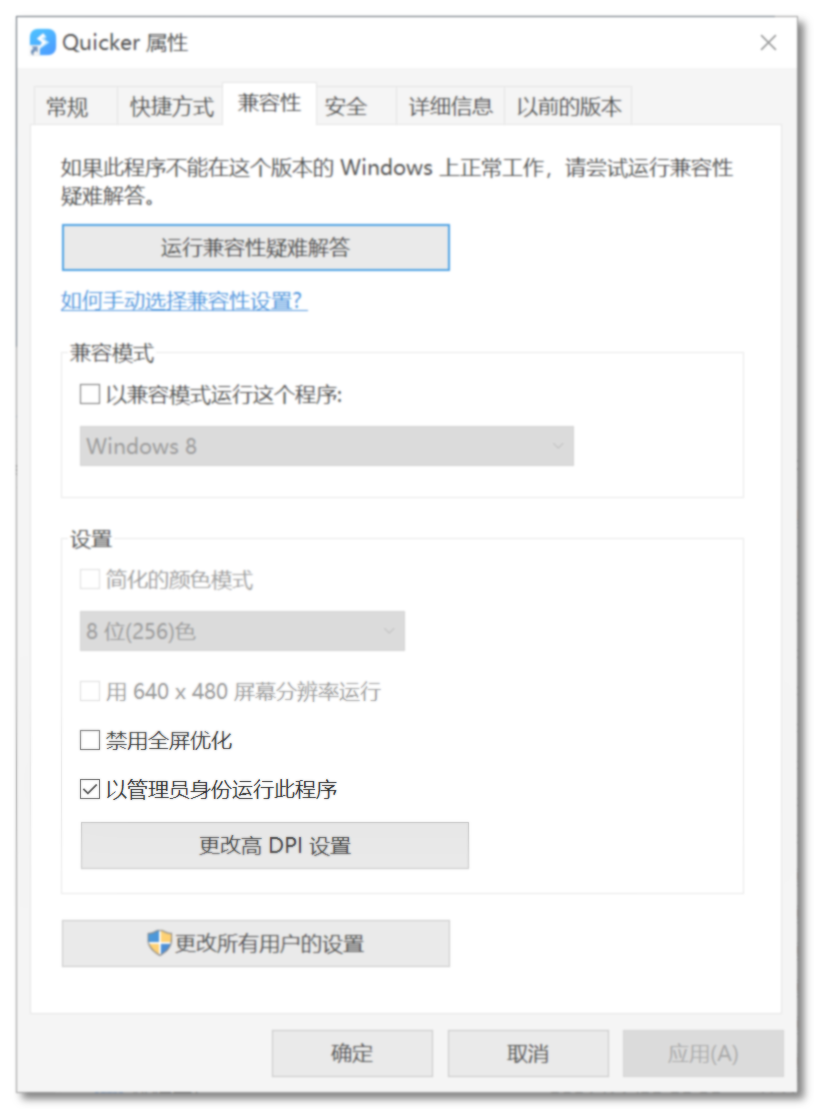 Quicker 属性
常规 快捷方式 兼容性 安全 详细信息 以前的版本
如果此程序不能在这个版本的 Windows 上正常工作，请尝试运行兼容性
疑难解答。
运行兼容性疑难解答
如何手动选择兼容性设置?
兼容模式
以兼容模式运行这个程序:
Windows 8
设置
简化的颜色模式
8 位(256)色
用 640 x 480 屏幕分辨率运行
禁用全屏优化
以管理员身份运行此程序
更改高 DPI 设置
更改所有用户的设置
确定 取消 应用(A)